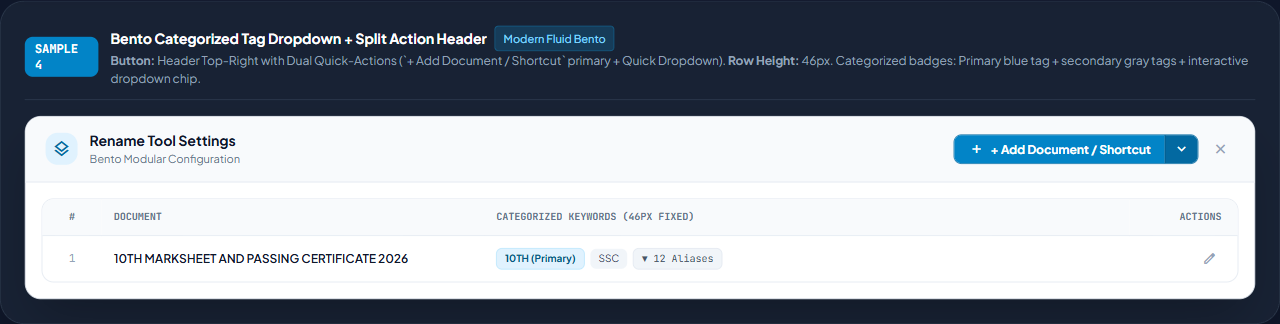 SAMPLE
4
Bento Categorized Tag Dropdown + Split Action Header
Modern Fluid Bento
Button: Header Top-Right with Dual Quick-Actions (`+ Add Document / Shortcut` primary + Quick Dropdown). Row Height: 46px. Categorized badges: Primary blue tag + secondary gray tags + interactive
dropdown chip.
Rename Tool Settings
Bento Modular Configuration
+ + Add Document / Shortcut
# DOCUMENT CATEGORIZED KEYWORDS (46PX FIXED) ACTIONS
1 10TH MARKSHEET AND PASSING CERTIFICATE 2026 10TH (Primary) SSC ▼ 12 Aliases